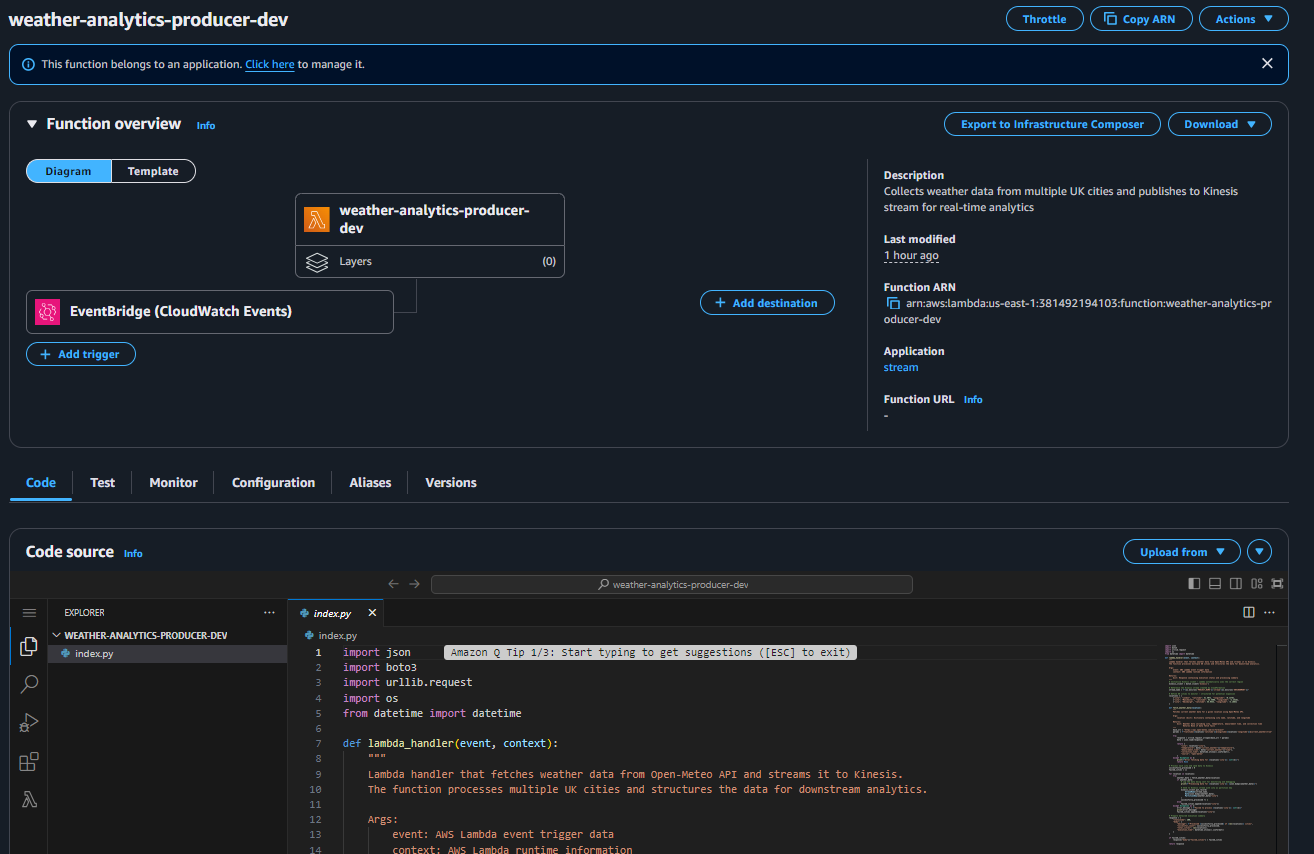 weather-analytics-producer-dev
Throttle
Copy ARN
Actions
This function belongs to an application. Click here to manage it.
Function overview Info
Export to Infrastructure Composer
Download
Diagram
Template
weather-analytics-producer-
dev
Layers
(0)
EventBridge (CloudWatch Events)
Add trigger
Add destination
Description
Collects weather data from multiple UK cities and publishes to Kinesis
stream for real-time analytics
Last modified
1 hour ago
Function ARN
arn:aws:lambda:us-east-1:381492194103:function:weather-analytics-pr
oducer-dev
Application
stream
Function URL Info
-
Code
Test
Monitor
Configuration
Aliases
Versions
Code source Info
Upload from
weather-analytics-producer-dev
EXPLORER
WEATHER-ANALYTICS-PRODUCER-DEV
index.py
index.py
index.py
1 import json Amazon Q Tip 1/3: Start typing to get suggestions ([ESC] to exit)
2 import boto3
3 import urllib.request
4 import os
5 from datetime import datetime
6
7 def lambda_handler(event, context):
8 """
9 Lambda handler that fetches weather data from Open-Meteo API and streams it to Kinesis.
10 The function processes multiple UK cities and structures the data for downstream analytics.
11
12 Args:
13 event: AWS Lambda event trigger data
14 context: AWS Lambda runtime information